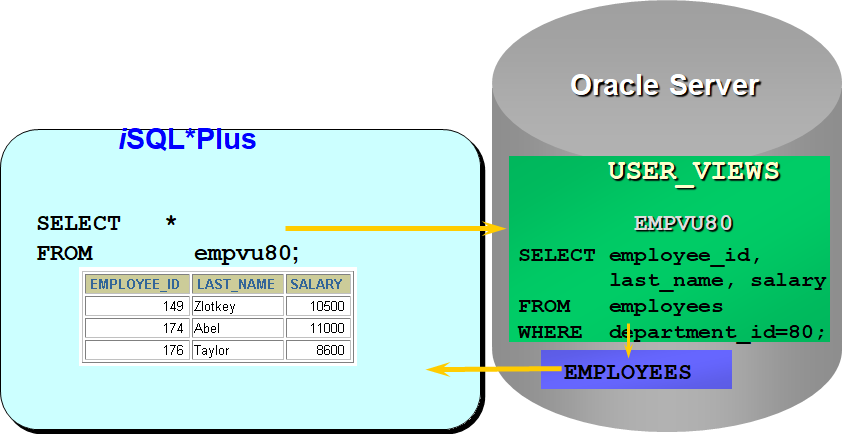 iSQL*Plus
SELECT *
FROM empvu80;
EMPLOYEE_ID LAST_NAME SALARY
149 Zlotkey 10500
174 Abel 11000
176 Taylor 8600
Oracle Server
USER_VIEWS
EMPVU80
SELECT employee_id,
last_name, salary
FROM employees
WHERE department_id=80;
EMPLOYEES